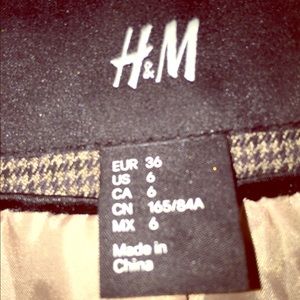 H&M
EUR 36
US 6
CA 6
CN 165/84A
MX 6
Made in
China